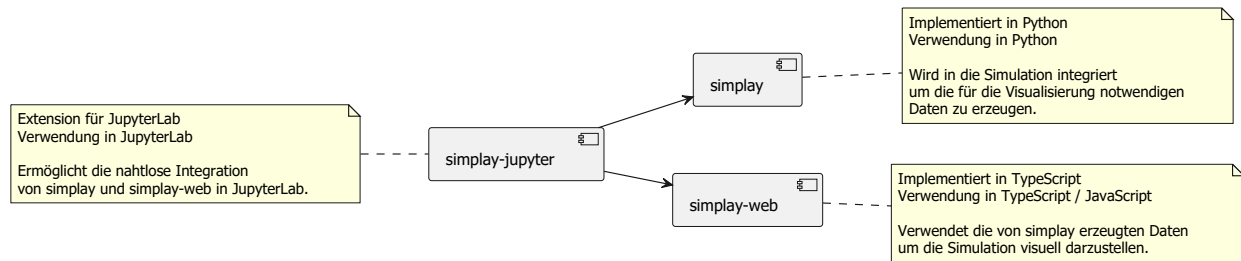 Implementiert in Python
Verwendung in Python
Wird in die Simulation integriert
um die für die Visualisierung notwendigen
Daten zu erzeugen.
simplay
Extension für JupyterLab
Verwendung in JupyterLab
Ermöglicht die nahtlose Integration
von simplay und simplay-web in JupyterLab.
simplay-jupyter
simplay-web
Implementiert in TypeScript
Verwendung in TypeScript / JavaScript
Verwendet die von simplay erzeugten Daten
um die Simulation visuell darzustellen.